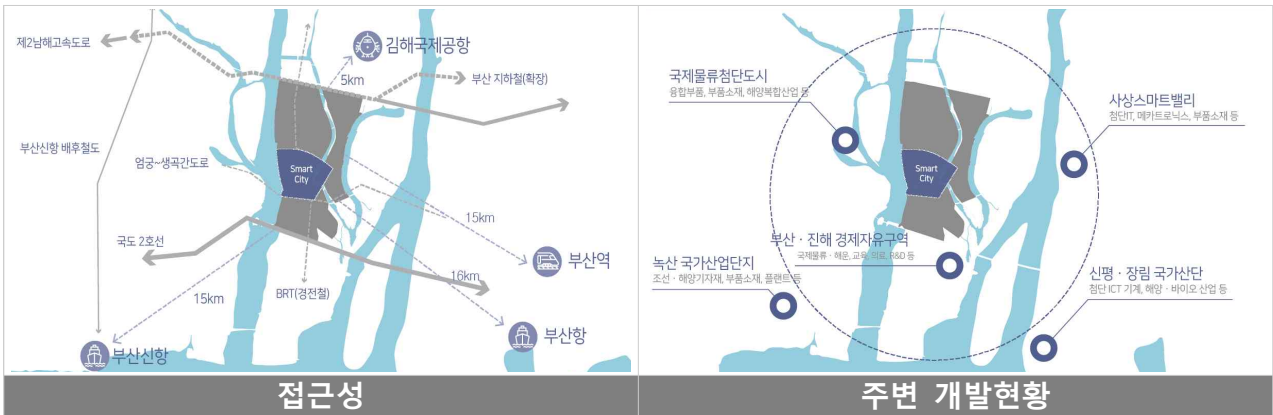 제2남해고속도로
김해국제공항
5km
부산 지하철(확장)
부산신항 배후철도
엄궁~생곡간도로
Smart
City
15km
국도 2호선
부산역
16km
15km
BRT(경전철)
부산항
부산신항
접근성
국제물류첨단도시
융합부품, 부품소재, 해양복합산업 등
사상스마트밸리
첨단IT, 메카트로닉스, 부품소재 등
Smart
City
부산 · 진해 경제자유구역
국제물류 · 해운, 교육, 의료, R&D 등
녹산 국가산업단지
조선 · 해양기자재, 부품소재, 플랜트 등
신평 · 장림 국가산단
첨단 ICT 기계, 해양 · 바이오 산업 등
주변 개발현황